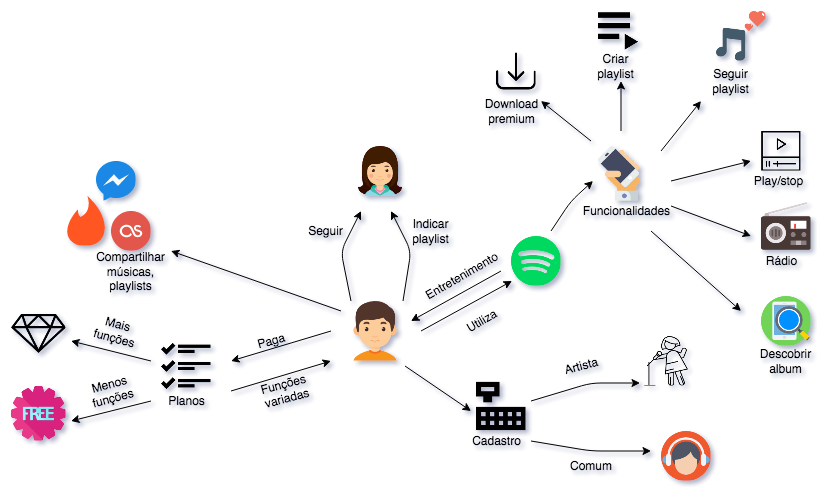 Criar
playlist
Seguir
playlist
Download
premium
Play/stop
Funcionalidades
Seguir
Indicar
playlist
Rádio
as
Compartilhar
músicas,
playlists
Entretenimento
Utiliza
Mais
funções
Paga
Descobrir
album
Menos
funções
Planos
Funções
variadas
FREE
Artista
Cadastro
Comum